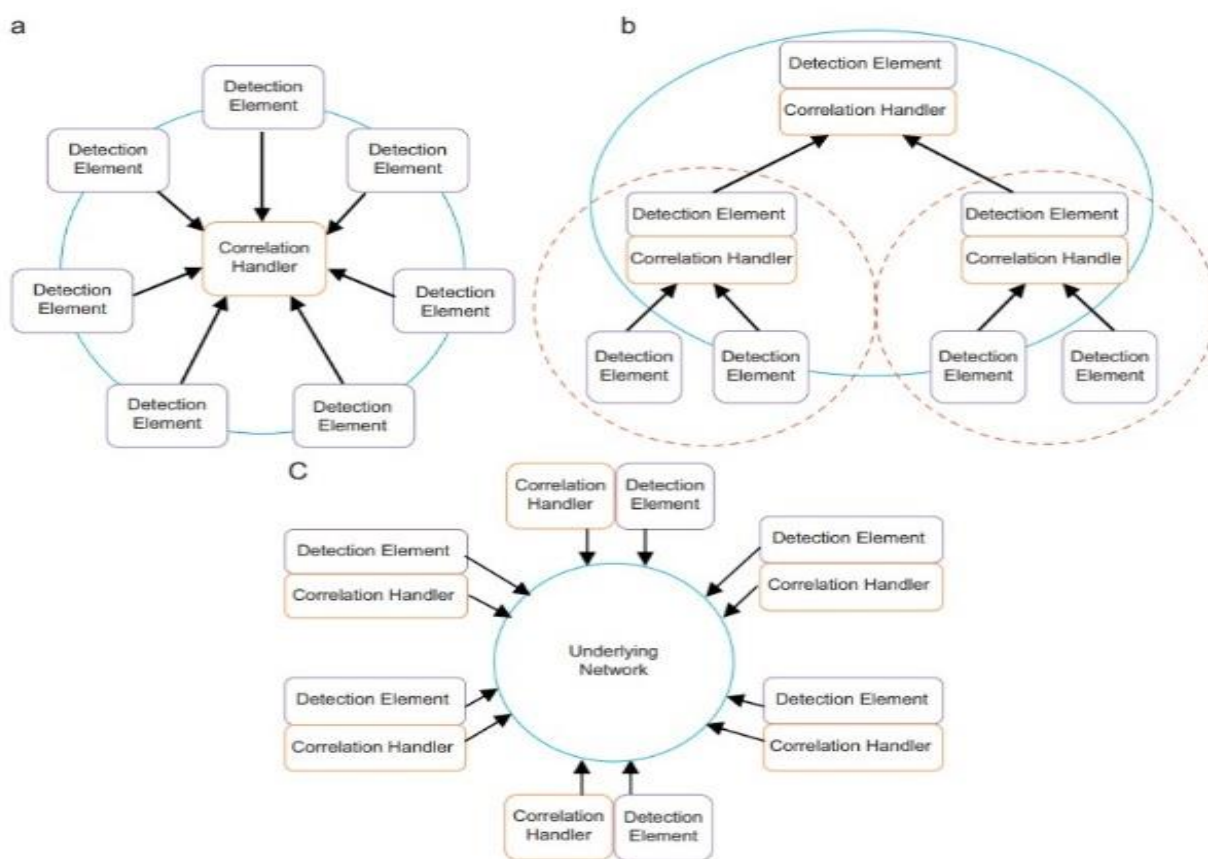 a
Detection
Element
Detection
Element
Detection
Element
Correlation
Handler
Detection
Element
Detection
Element
Detection
Element
Detection
Element
b
Detection Element
Correlation Handler
Detection Element
Correlation Handler
Detection Element
Correlation Handle
Detection
Element
Detection
Element
Detection
Element
Detection
Element
C
Correlation
Handler
Detection
Element
Detection Element
Correlation Handler
Detection Element
Correlation Handler
Underlying
Network
Detection Element
Correlation Handler
Detection Element
Correlation Handler
Correlation
Handler
Detection
Element